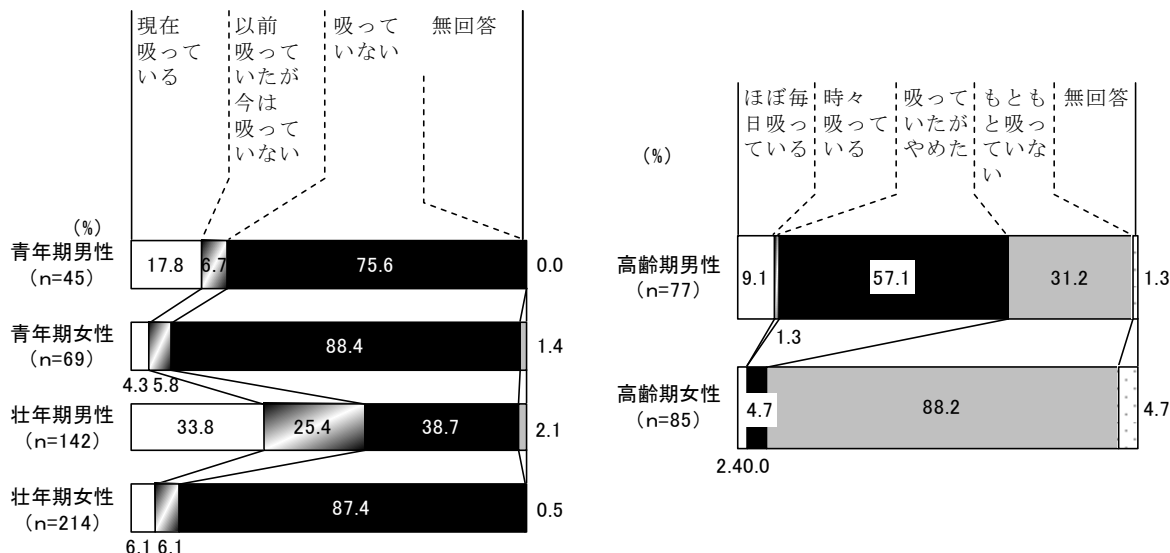 現在
吸って
いる
以前
吸って
いたが
今は
吸って
いない
吸って
いない
無回答
(%)
青年期男性
(n=45)
17.8
6.7
75.6
0.0
青年期女性
(n=69)
88.4
1.4
4.3
5.8
壮年期男性
(n=142)
33.8
25.4
38.7
2.1
壮年期女性
(n=214)
87.4
0.5
6.1
6.1
(%)
ほぼ毎
日吸っ
ている
時々
吸って
いる
吸って
いたが
やめた
もとも
と吸っ
ていな
い
無回答
高齢期男性
(n=77)
9.1
57.1
31.2
1.3
1.3
高齢期女性
(n=85)
4.7
88.2
4.7
2.4
0.0